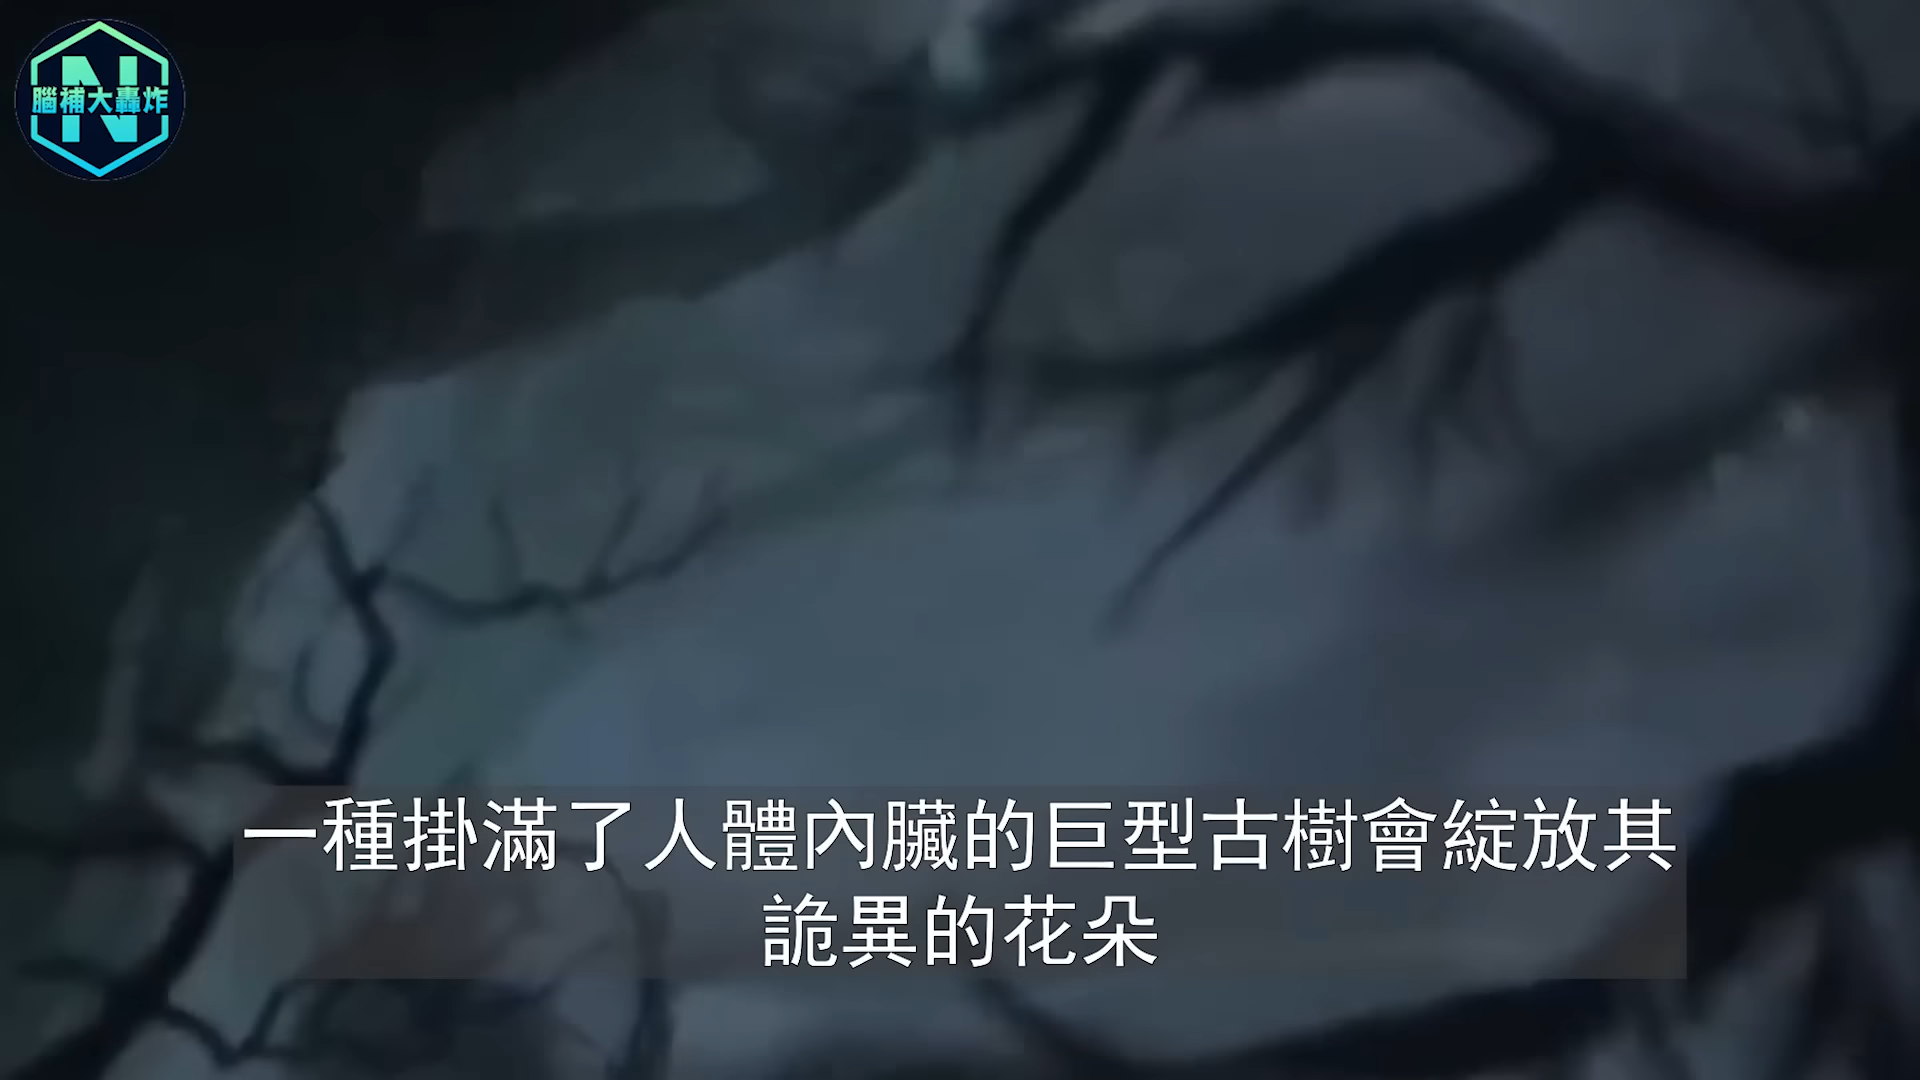 N
腦補大轟炸
一種掛滿了人體內臟的巨型古樹會綻放其
詭異的花朵